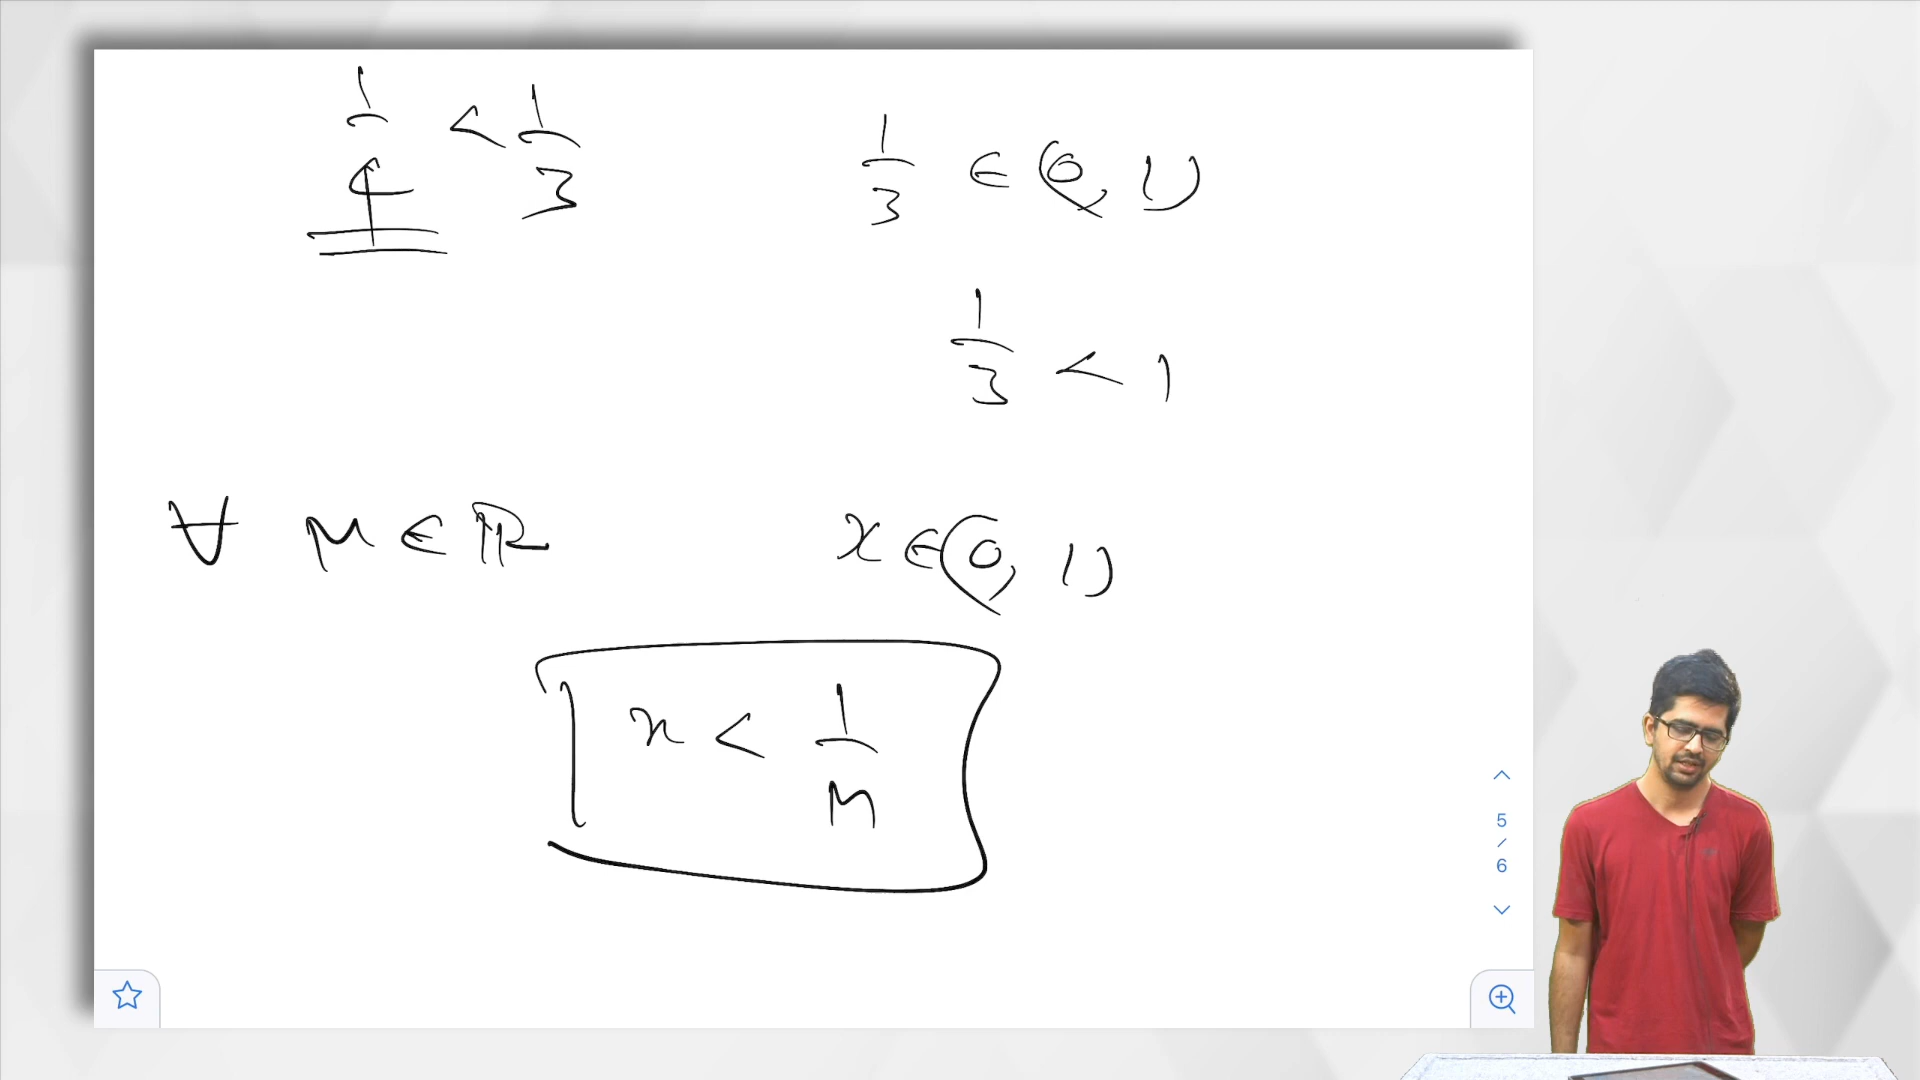 1/4 < 1/3
1/3 ∈ (0, 1)
1/3 < 1
∀ M ∈ ℝ
x ∈ (0, 1)
x < 1/M
5
/
6